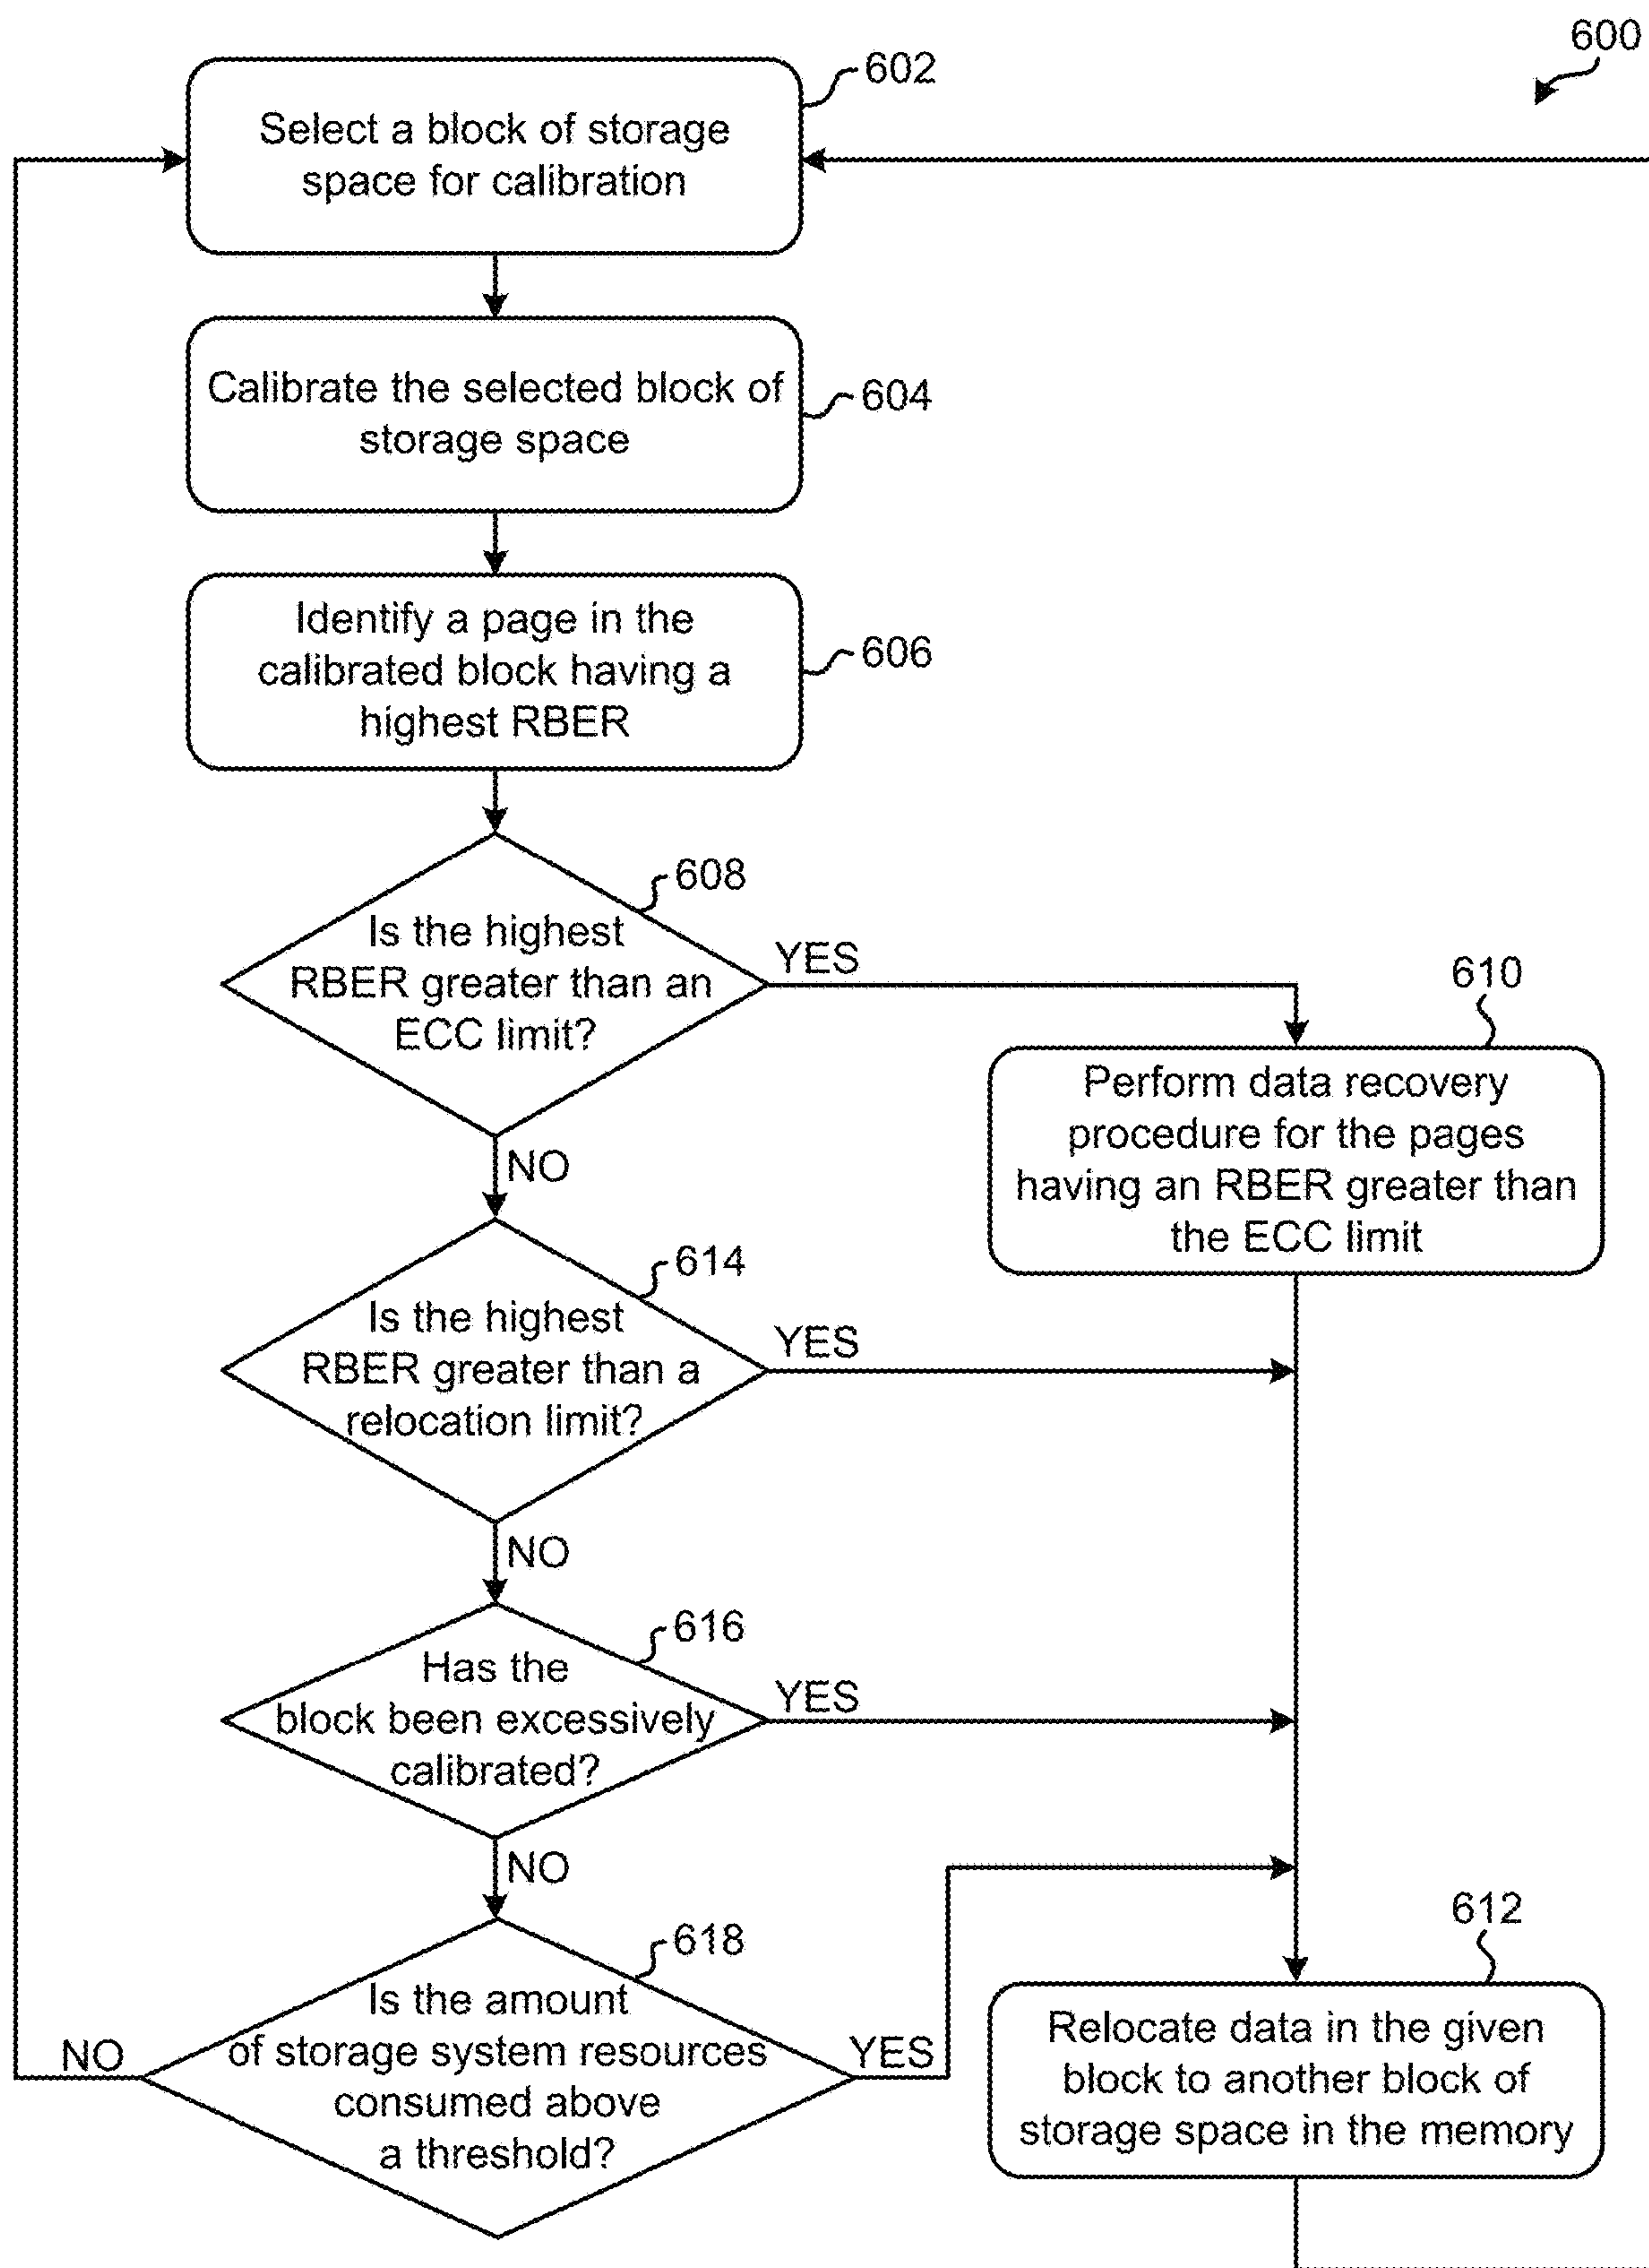 600
602
Select a block of storage
space for calibration
Calibrate the selected block of
storage space
604
Identify a page in the
calibrated block having a
highest RBER
606
608
Is the highest
RBER greater than an
ECC limit?
YES
NO
610
Perform data recovery
procedure for the pages
having an RBER greater than
the ECC limit
614
Is the highest
RBER greater than a
relocation limit?
YES
NO
616
Has the
block been excessively
calibrated?
YES
NO
618
Is the amount
of storage system resources
consumed above
a threshold?
NO
YES
612
Relocate data in the given
block to another block of
storage space in the memory